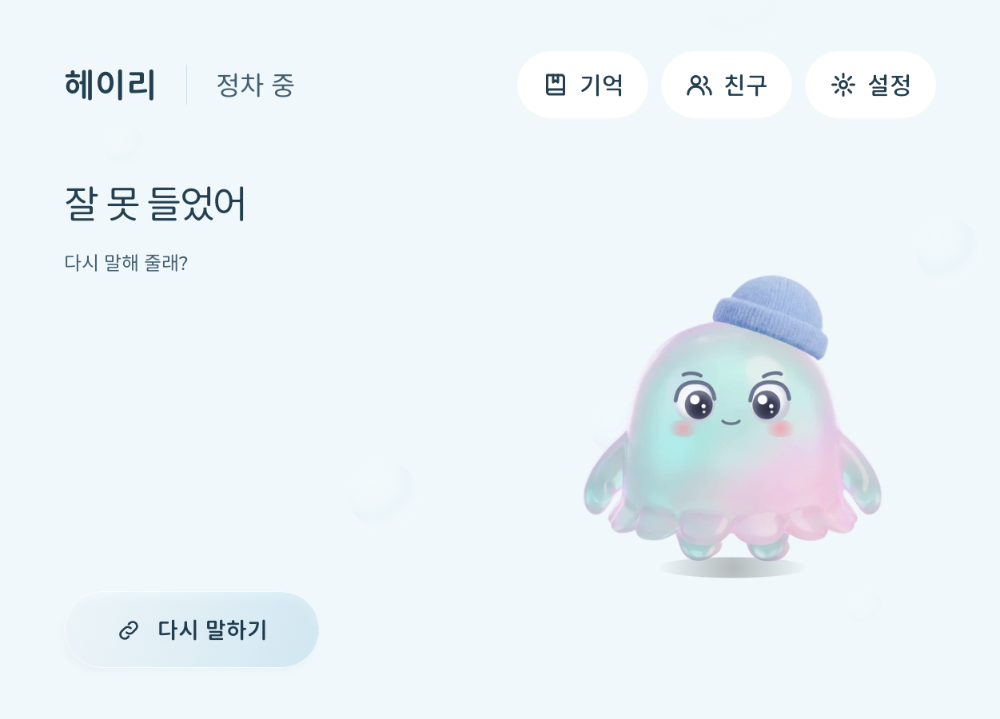 헤이리
정차 중
기억
친구
설정
잘 못 들었어
다시 말해 줄래?
다시 말하기